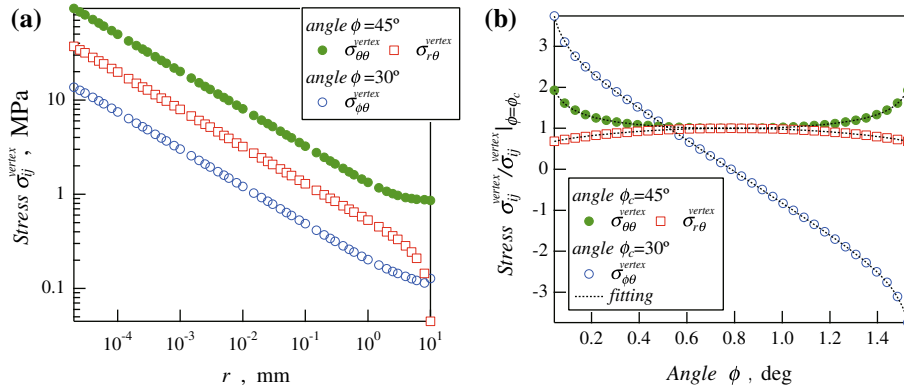 (a)
angle ϕ=45º
σ_θθ^vertex σ_rθ^vertex
angle ϕ=30º
σ_ϕθ^vertex
Stress σ_ij^vertex, MPa
10
1
0.1
10^-4 10^-3 10^-2 10^-1 10^0 10^1
r , mm
(b)
Stress σ_ij^vertex/σ_ij^vertex|_ϕ=ϕc
3
2
1
0
-1
-2
-3
angle ϕ_c=45º
σ_θθ^vertex σ_rθ^vertex
angle ϕ_c=30º
σ_ϕθ^vertex
fitting
0.2 0.4 0.6 0.8 1.0 1.2 1.4
Angle ϕ , deg